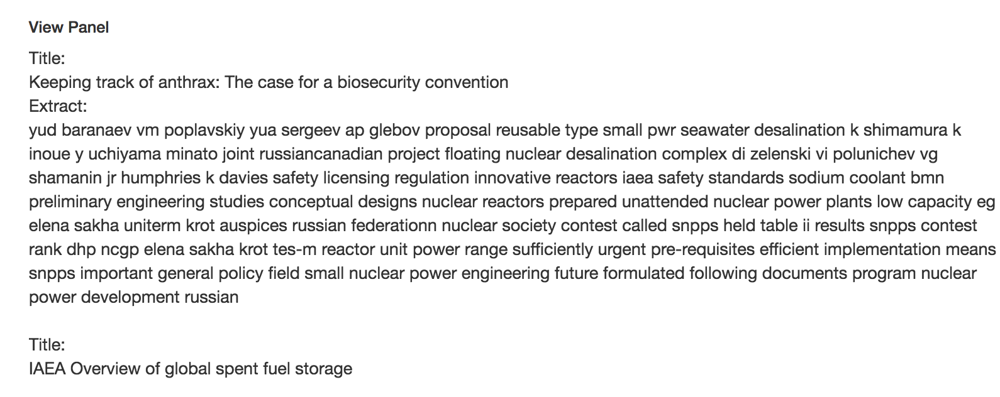 View Panel
Title:
Keeping track of anthrax: The case for a biosecurity convention
Extract:
yud baranaev vm poplavskiy yua sergeev ap glebov proposal reusable type small pwr seawater desalination k shimamura k
inoue y uchiyama minato joint russiancanadian project floating nuclear desalination complex di zelenski vi polunichev vg
shamanin jr humphries k davies safety licensing regulation innovative reactors iaea safety standards sodium coolant bmn
preliminary engineering studies conceptual designs nuclear reactors prepared unattended nuclear power plants low capacity eg
elena sakha uniterm krot auspices russian federationn nuclear society contest called snpps held table ii results snpps contest
rank dhp ncgp elena sakha krot tes-m reactor unit power range sufficiently urgent pre-requisites efficient implementation means
snpps important general policy field small nuclear power engineering future formulated following documents program nuclear
power development russian
Title:
IAEA Overview of global spent fuel storage